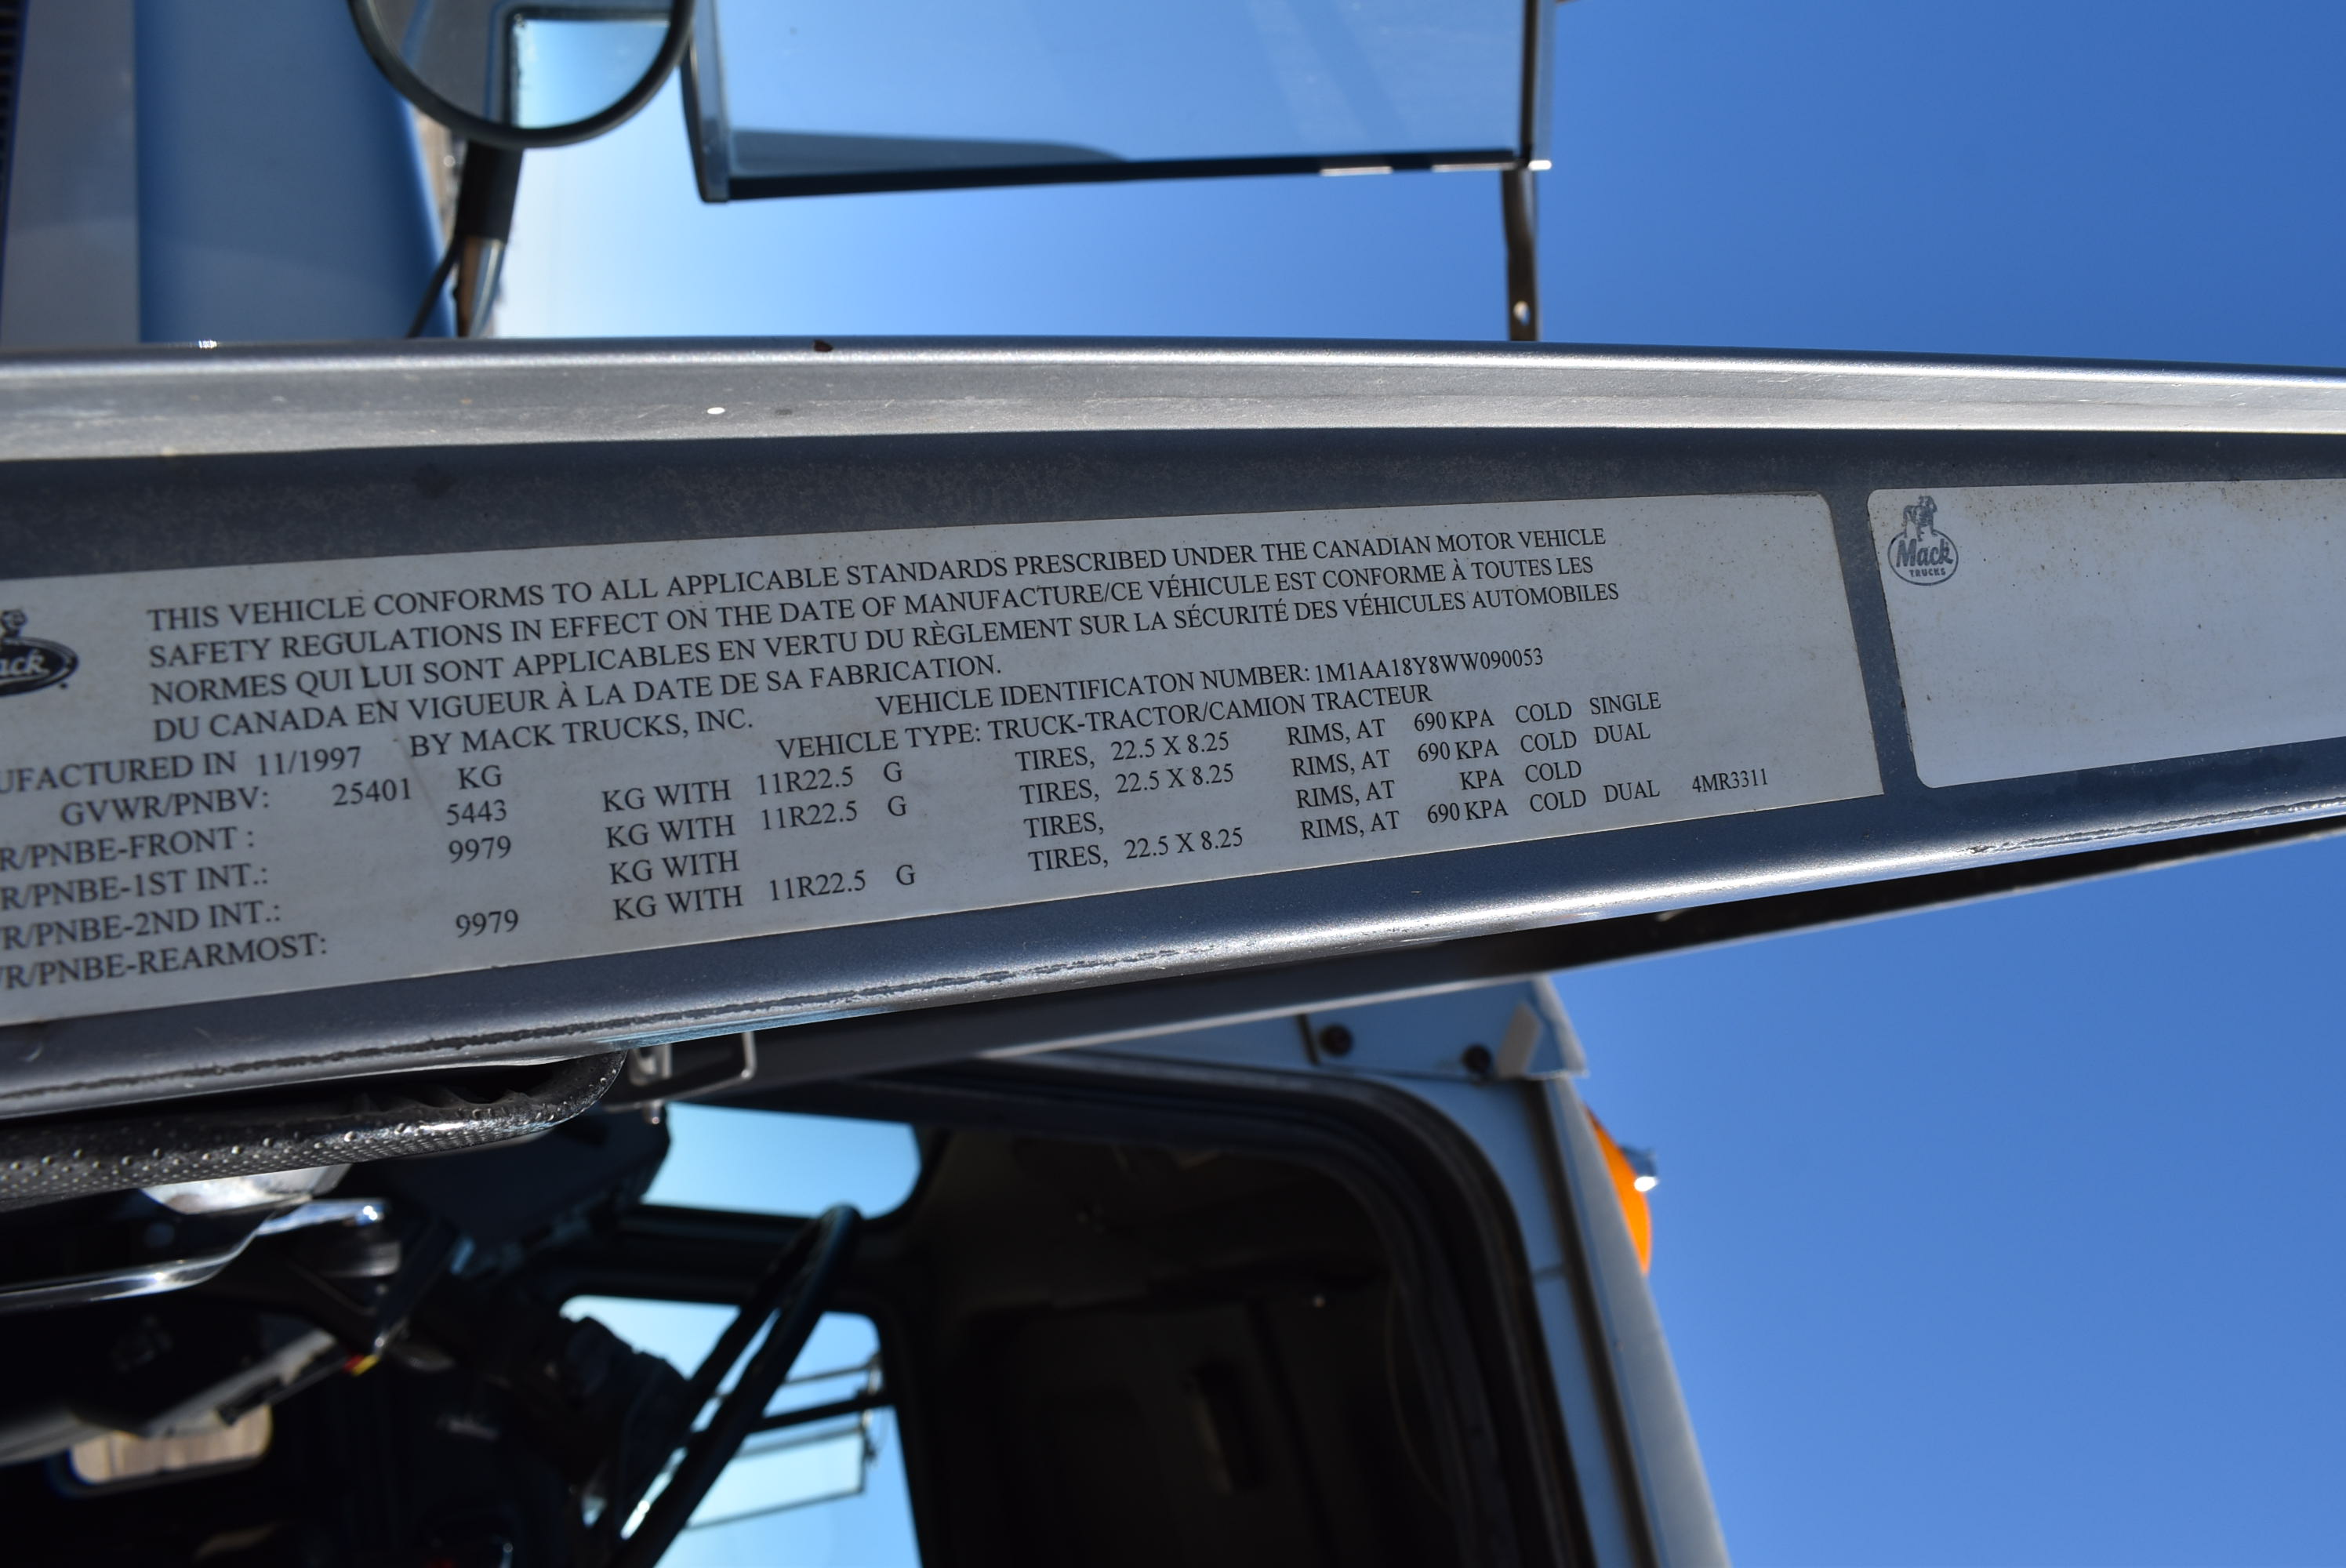 Mack
TRUCKS
ack
THIS VEHICLE CONFORMS TO ALL APPLICABLE STANDARDS PRESCRIBED UNDER THE CANADIAN MOTOR VEHICLE
SAFETY REGULATIONS IN EFFECT ON THE DATE OF MANUFACTURE/CE VÉHICULE EST CONFORME À TOUTES LES
NORMES QUI LUI SONT APPLICABLES EN VERTU DU RÈGLEMENT SUR LA SÉCURITÉ DES VÉHICULES AUTOMOBILES
DU CANADA EN VIGUEUR À LA DATE DE SA FABRICATION.
UFACTURED IN 11/1997 BY MACK TRUCKS, INC. VEHICLE IDENTIFICATON NUMBER: 1M1AA18Y8WW090053
GVWR/PNBV: 25401 KG VEHICLE TYPE: TRUCK-TRACTOR/CAMION TRACTEUR
R/PNBE-FRONT : 5443 KG WITH 11R22.5 G TIRES, 22.5 X 8.25 RIMS, AT 690 KPA COLD SINGLE
R/PNBE-1ST INT.: 9979 KG WITH 11R22.5 G TIRES, 22.5 X 8.25 RIMS, AT 690 KPA COLD DUAL
R/PNBE-2ND INT.: KG WITH TIRES, RIMS, AT KPA COLD
R/PNBE-REARMOST: 9979 KG WITH 11R22.5 G TIRES, 22.5 X 8.25 RIMS, AT 690 KPA COLD DUAL 4MR3311